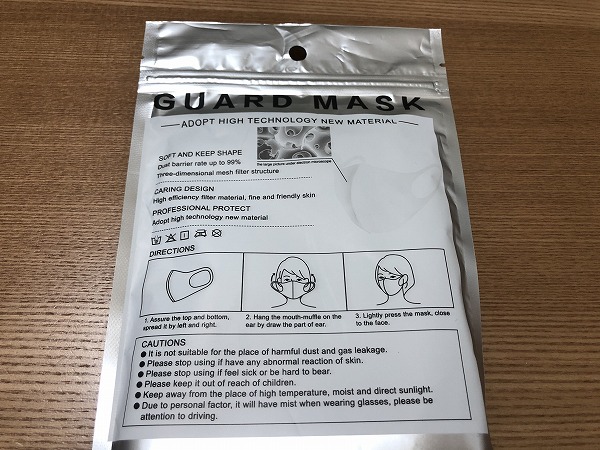 GUARD MASK
ADOPT HIGH TECHNOLOGY NEW MATERIAL
the large picture under electron microscope
SOFT AND KEEP SHAPE
Dust barrier rate up to 99%
Three-dimensional mesh filter structure
CARING DESIGN
High efficiency filter material, fine and friendly skin
PROFESSIONAL PROTECT
Adopt high technology new material
DIRECTIONS
1. Assure the top and bottom,
spread it by left and right.
2. Hang the mouth-muffle on the
ear by draw the part of ear.
3. Lightly press the mask, close
to the face.
CAUTIONS
● It is not suitable for the place of harmful dust and gas leakage.
● Please stop using if have any abnormal reaction of skin.
● Please stop using if feel sick or be hard to bear.
● Please keep it out of reach of children.
● Keep away from the place of high temperature, moist and direct sunlight.
● Due to personal factor, it will have mist when wearing glasses, please be
attention to driving.